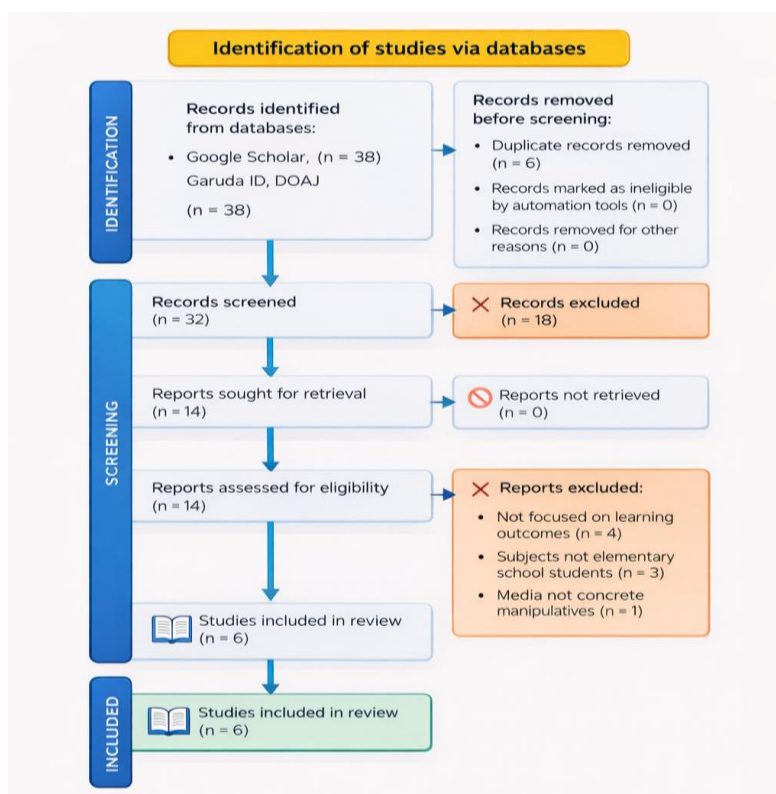 Identification of studies via databases
IDENTIFICATION
Records identified
from databases:
• Google Scholar, (n = 38)
Garuda ID, DOAJ
(n = 38)
Records removed
before screening:
• Duplicate records removed
(n = 6)
• Records marked as ineligible
by automation tools (n = 0)
• Records removed for other
reasons (n = 0)
SCREENING
Records screened
(n = 32)
Records excluded
(n = 18)
Reports sought for retrieval
(n = 14)
Reports not retrieved
(n = 0)
Reports assessed for eligibility
(n = 14)
Reports excluded:
• Not focused on learning
outcomes (n = 4)
• Subjects not elementary
school students (n = 3)
• Media not concrete
manipulatives (n = 1)
Studies included in review
(n = 6)
INCLUDED
Studies included in review
(n = 6)